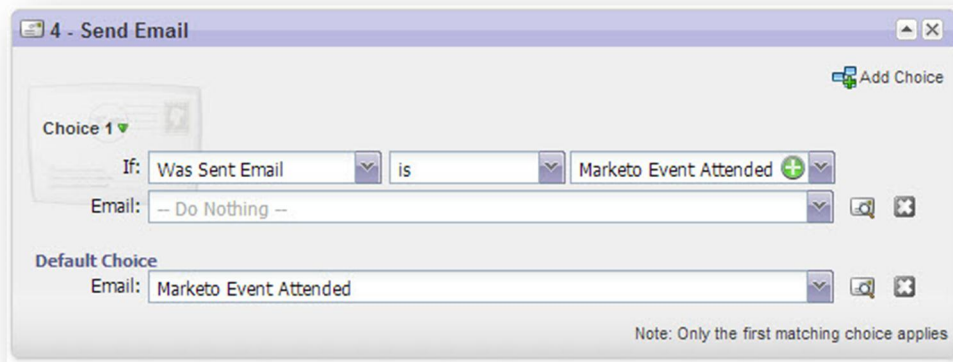 4 - Send Email
Add Choice
Choice 1
If: Was Sent Email is Marketo Event Attended
Email: -- Do Nothing --
Default Choice
Email: Marketo Event Attended
Note: Only the first matching choice applies